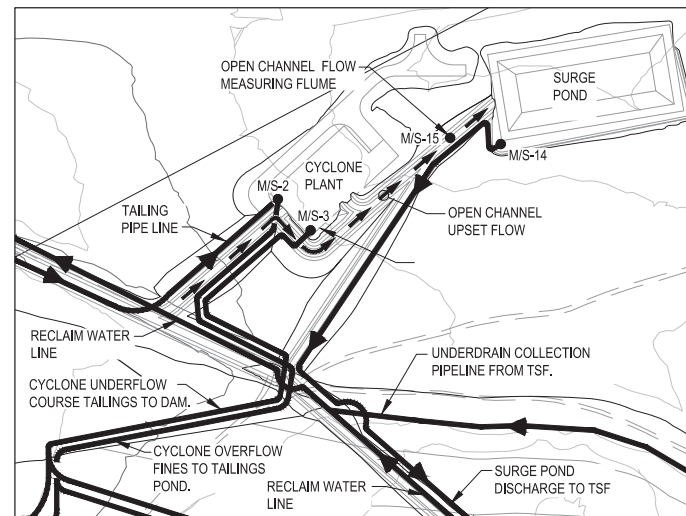 OPEN CHANNEL FLOW
MEASURING FLUME
SURGE
POND
M/S-15
M/S-14
CYCLONE
PLANT
M/S-2
TAILING
PIPE LINE
M/S-3
OPEN CHANNEL
UPSET FLOW
RECLAIM WATER
LINE
UNDERDRAIN COLLECTION
PIPELINE FROM TSF.
CYCLONE UNDERFLOW
COURSE TAILINGS TO DAM.
CYCLONE OVERFLOW
FINES TO TAILINGS
POND.
RECLAIM WATER
LINE
SURGE POND
DISCHARGE TO TSF